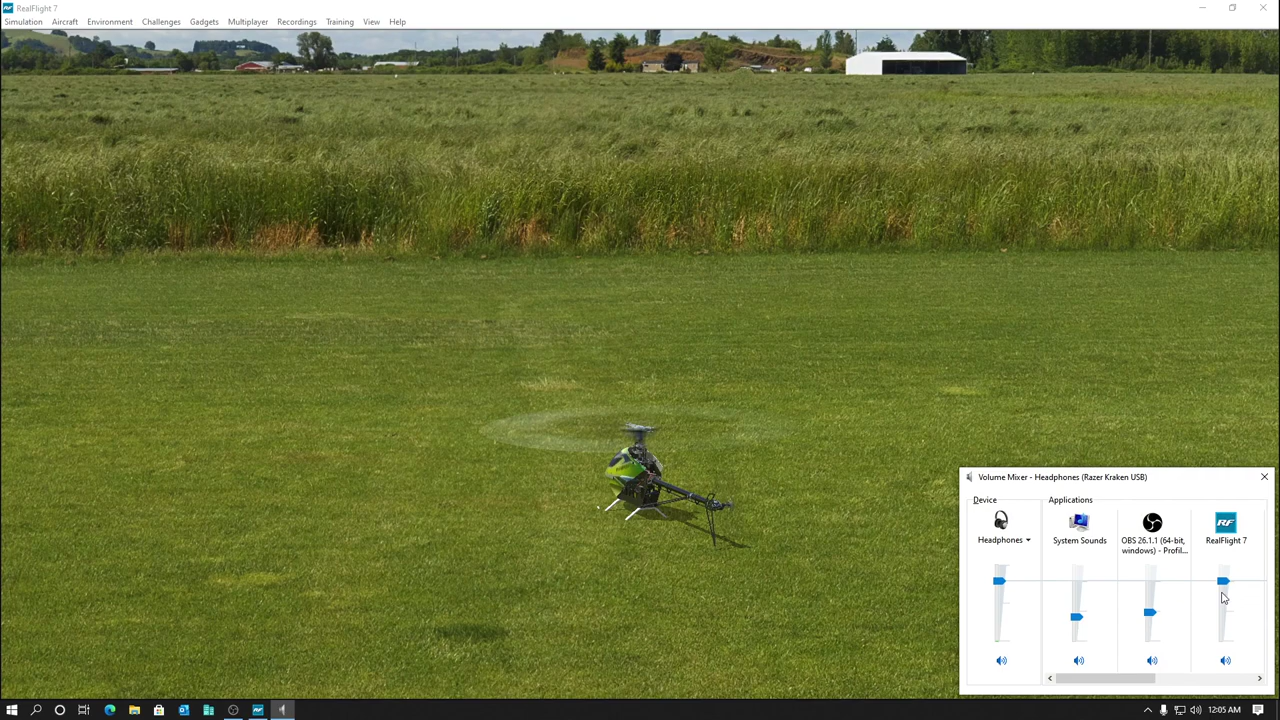 RealFlight 7
Simulation Aircraft Environment Challenges Gadgets Multiplayer Recordings Training View Help
Volume Mixer - Headphones (Razer Kraken USB)
Device
Applications
Headphones
System Sounds
OBS 26.1.1 (64-bit,
windows) - Profil...
RF
RealFlight 7
12:05 AM